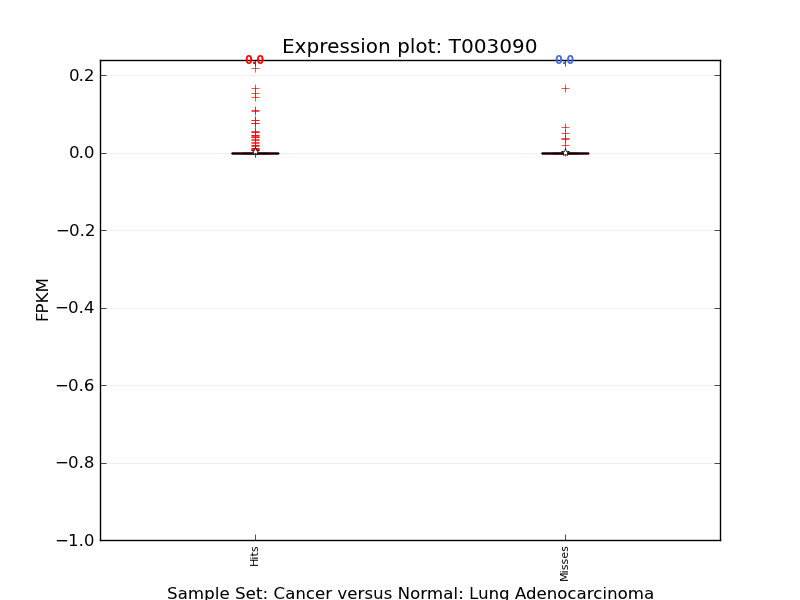 Expression plot: T003090
0.0 0.0
0.2
0.0
−0.2
−0.4
−0.6
−0.8
−1.0
FPKM
Hits Misses
Sample Set: Cancer versus Normal: Lung Adenocarcinoma